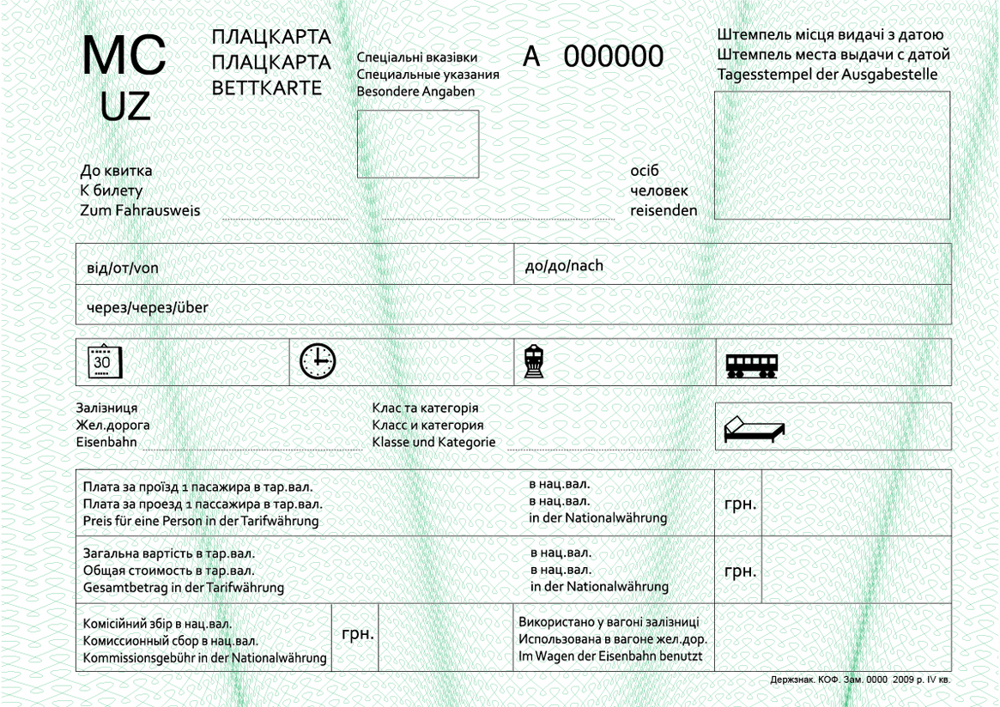 МС
UZ
ПЛАЦКАРТА
ПЛАЦКАРТА
BETTKARTE
Спеціальні вказівки
Специальные указания
Besondere Angaben
А 000000
Штемпель місця видачі з датою
Штемпель места выдачи с датой
Tagesstempel der Ausgabestelle
До квитка
К билету
Zum Fahrausweis
осіб
человек
reisenden
від/от/von
до/до/nach
через/через/über
30
Залізниця
Жел.дорога
Eisenbahn
Клас та категорія
Класс и категория
Klasse und Kategorie
Плата за проїзд 1 пасажира в тар.вал.
Плата за проезд 1 пассажира в тар.вал.
Preis für eine Person in der Tarifwährung
в нац.вал.
в нац.вал.
in der Nationalwährung
грн.
Загальна вартість в тар.вал.
Общая стоимость в тар.вал.
Gesamtbetrag in der Tarifwährung
в нац.вал.
в нац.вал.
in der Nationalwährung
грн.
Комісійний збір в нац.вал.
Комиссионный сбор в нац.вал.
Kommissionsgebühr in der Nationalwährung
грн.
Використано у вагоні залізниці
Использована в вагоне жел.дор.
Im Wagen der Eisenbahn benutzt
Держзнак. КОФ. Зам. 0000 2009 р. IV кв.